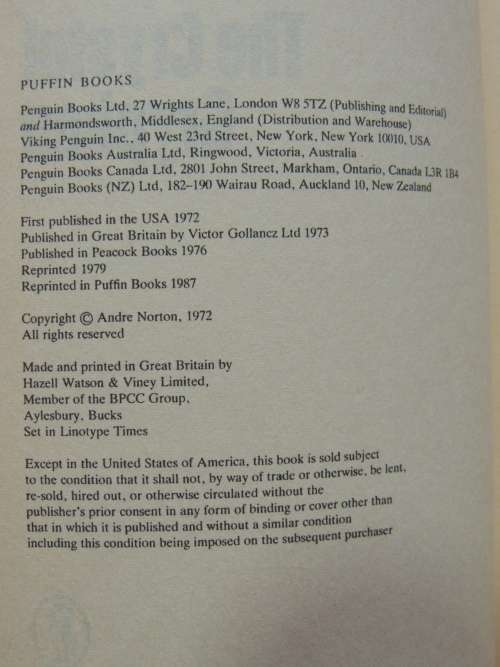 PUFFIN BOOKS
Penguin Books Ltd, 27 Wrights Lane, London W8 5TZ (Publishing and Editorial)
and Harmondsworth, Middlesex, England (Distribution and Warehouse)
Viking Penguin Inc., 40 West 23rd Street, New York, New York 10010, USA
Penguin Books Australia Ltd, Ringwood, Victoria, Australia
Penguin Books Canada Ltd, 2801 John Street, Markham, Ontario, Canada L3R 1B4
Penguin Books (NZ) Ltd, 182–190 Wairau Road, Auckland 10, New Zealand
First published in the USA 1972
Published in Great Britain by Victor Gollancz Ltd 1973
Published in Peacock Books 1976
Reprinted 1979
Reprinted in Puffin Books 1987
Copyright © Andre Norton, 1972
All rights reserved
Made and printed in Great Britain by
Hazell Watson & Viney Limited,
Member of the BPCC Group,
Aylesbury, Bucks
Set in Linotype Times
Except in the United States of America, this book is sold subject
to the condition that it shall not, by way of trade or otherwise, be lent,
re-sold, hired out, or otherwise circulated without the
publisher's prior consent in any form of binding or cover other than
that in which it is published and without a similar condition
including this condition being imposed on the subsequent purchaser